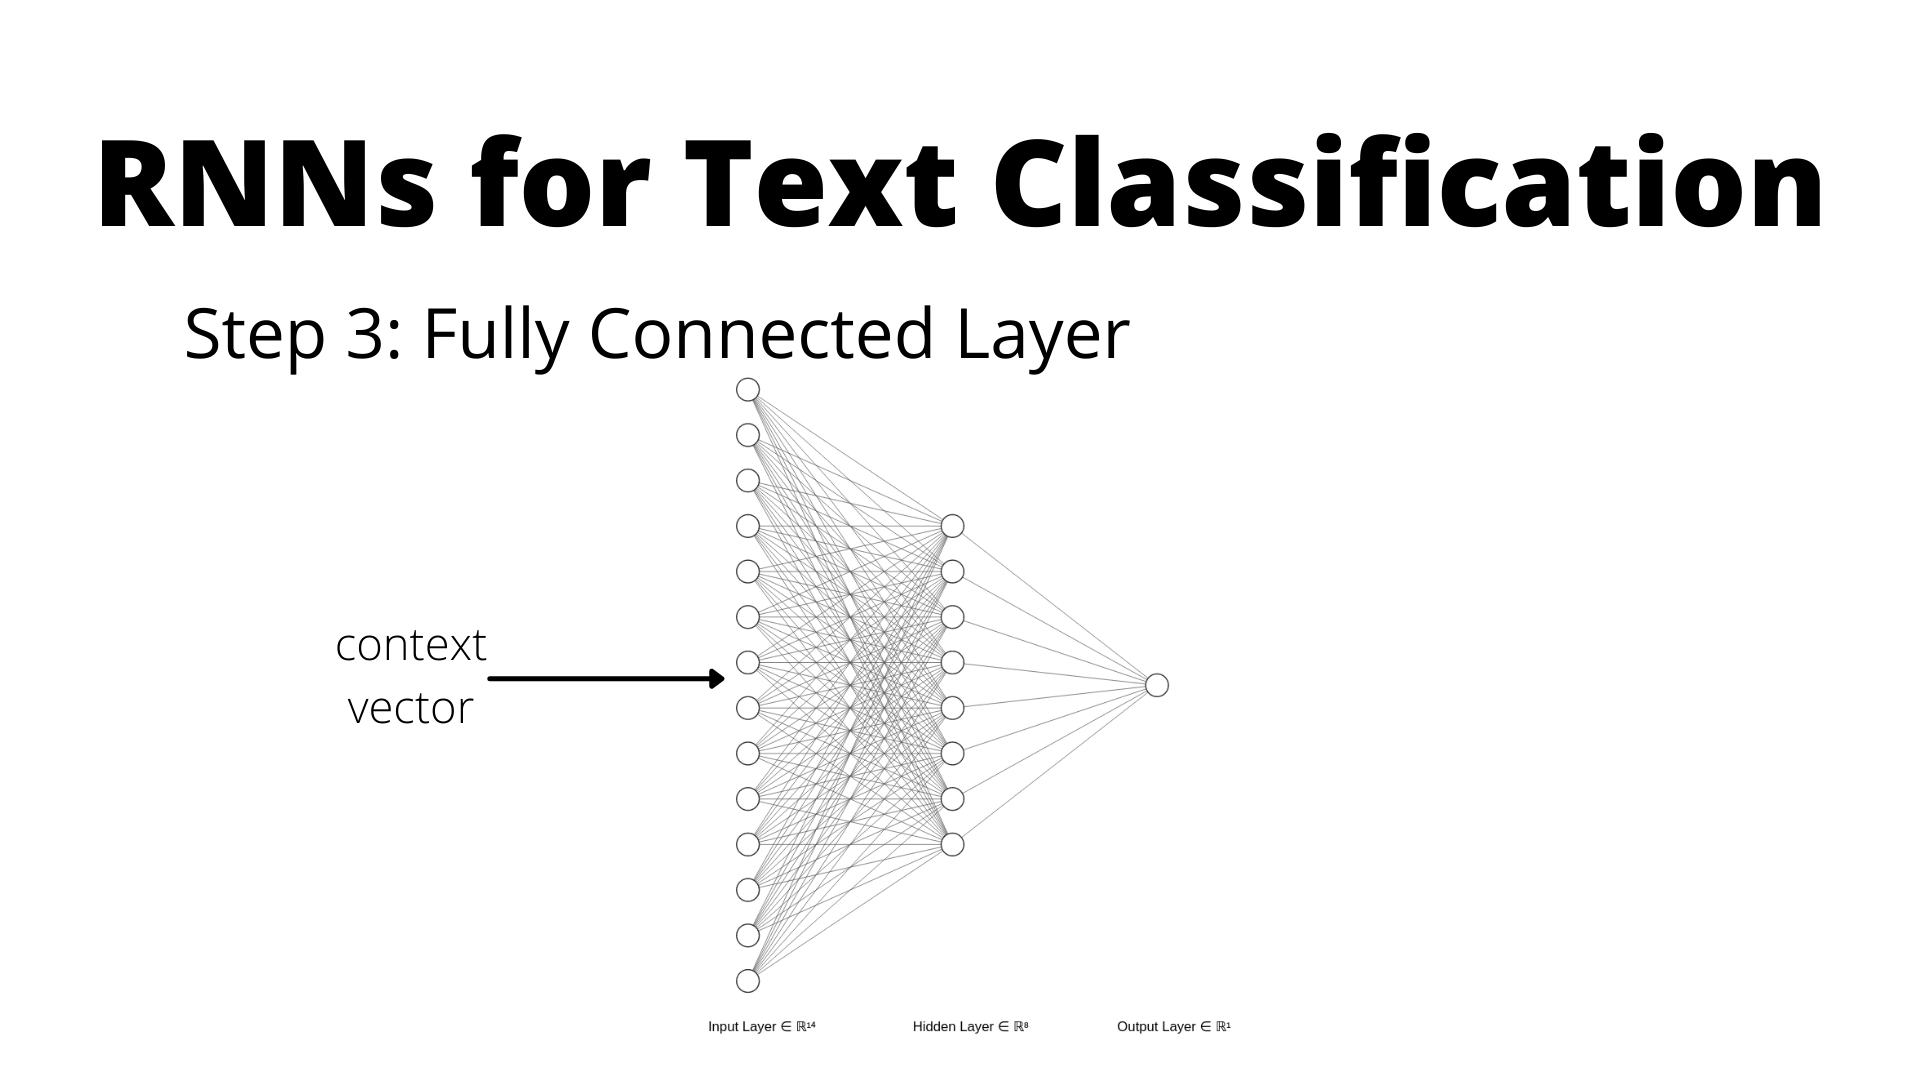 RNNs for Text Classification
Step 3: Fully Connected Layer
context
vector
Input Layer ∈ ℝ¹⁴
Hidden Layer ∈ ℝ⁸
Output Layer ∈ ℝ¹